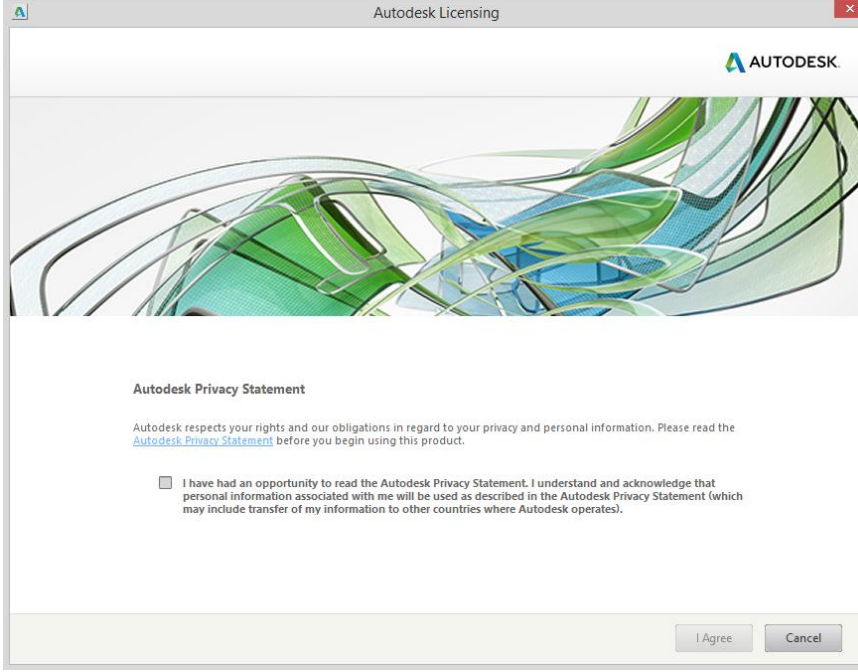 Autodesk Licensing
AUTODESK.
Autodesk Privacy Statement
Autodesk respects your rights and our obligations in regard to your privacy and personal information. Please read the
Autodesk Privacy Statement before you begin using this product.
I have had an opportunity to read the Autodesk Privacy Statement. I understand and acknowledge that
personal information associated with me will be used as described in the Autodesk Privacy Statement (which
may include transfer of my information to other countries where Autodesk operates).
I Agree
Cancel